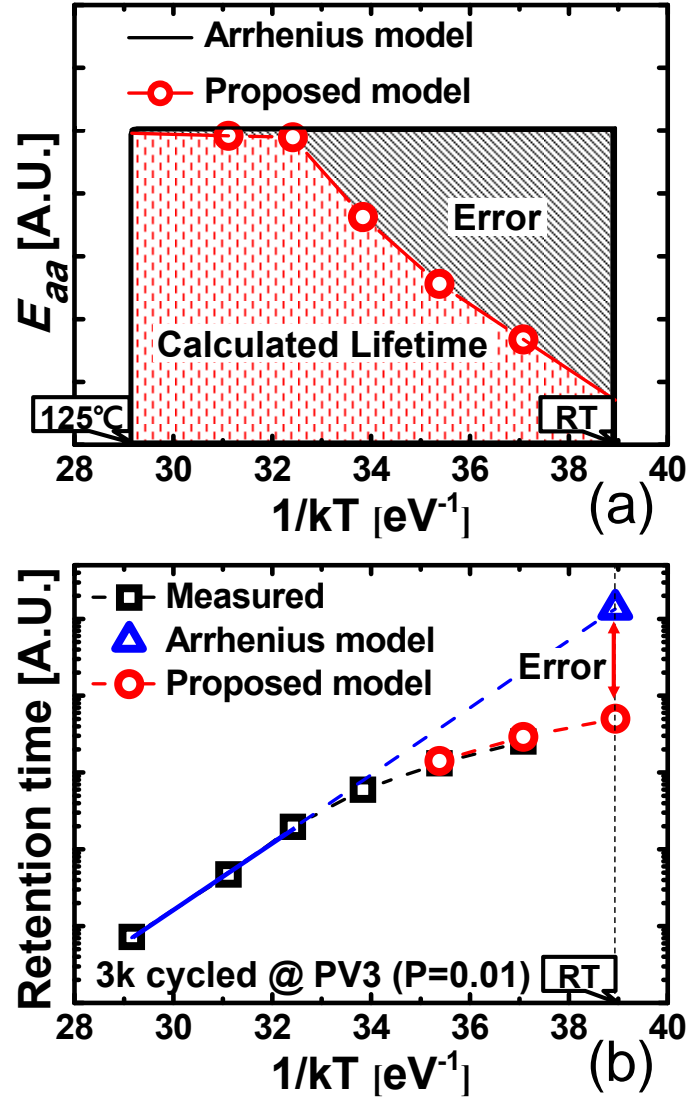 Arrhenius model
Proposed model
E_aa [A.U.]
Error
Calculated Lifetime
125℃
RT
28 30 32 34 36 38 40
1/kT [eV⁻¹]
(a)
Measured
Arrhenius model
Proposed model
Retention time [A.U.]
Error
3k cycled @ PV3 (P=0.01)
RT
28 30 32 34 36 38 40
1/kT [eV⁻¹]
(b)